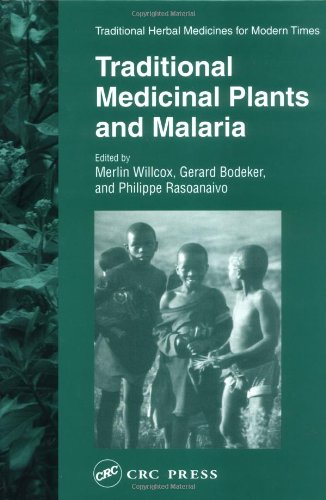 Traditional Herbal Medicines for Modern Times
Traditional
Medicinal Plants
and Malaria
Edited by
Merlin Willcox, Gerard Bodeker,
and Philippe Rasoanaivo
CRC
CRC PRESS